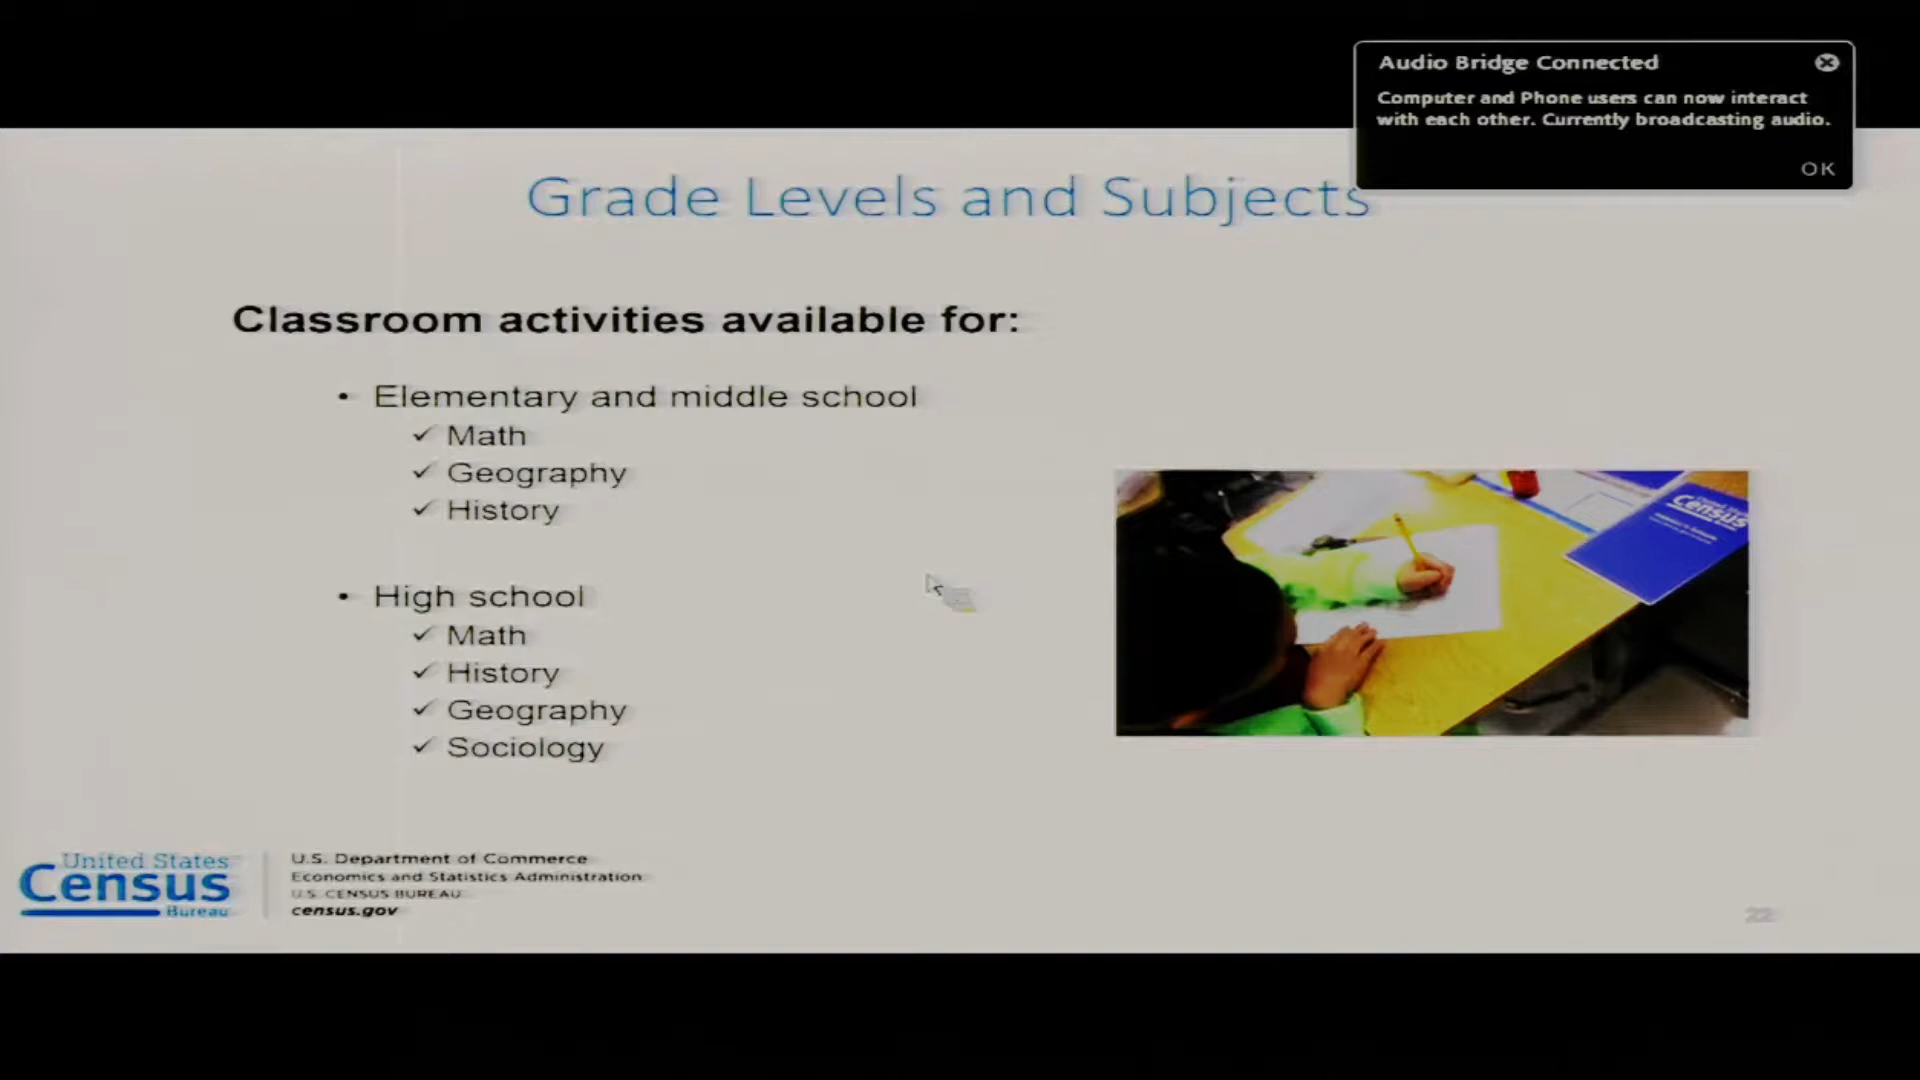 Audio Bridge Connected
Computer and Phone users can now interact
with each other. Currently broadcasting audio.
OK
Grade Levels and Subjects
Classroom activities available for:
• Elementary and middle school
✓ Math
✓ Geography
✓ History
• High school
✓ Math
✓ History
✓ Geography
✓ Sociology
Census
United States
Census
Bureau
U.S. Department of Commerce
Economics and Statistics Administration
U.S. CENSUS BUREAU
census.gov
22